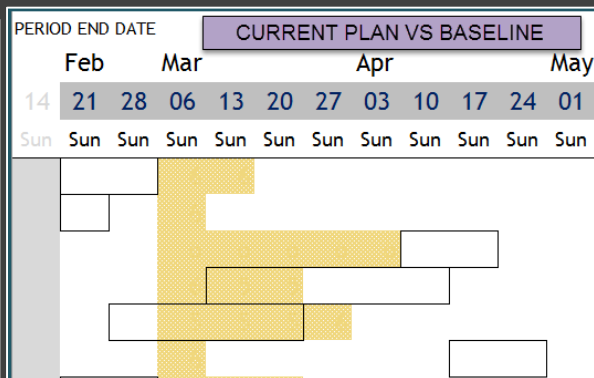 PERIOD END DATE
CURRENT PLAN VS BASELINE
Feb Mar Apr May
14 21 28 06 13 20 27 03 10 17 24 01
Sun Sun Sun Sun Sun Sun Sun Sun Sun Sun Sun Sun